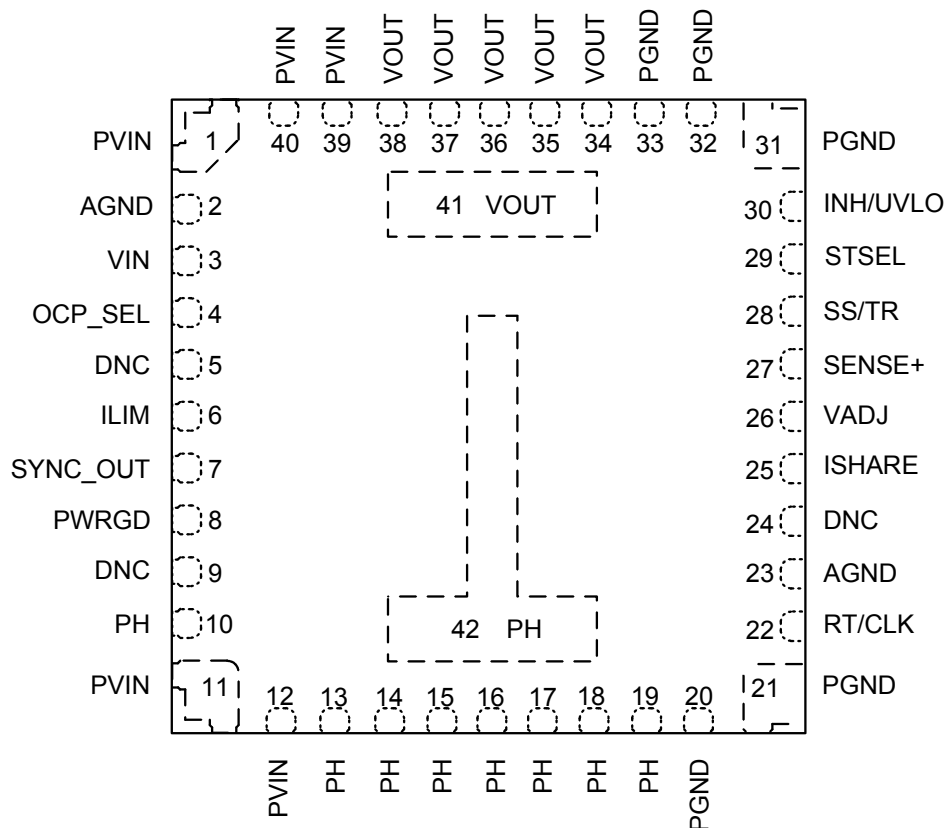 PVIN PVIN VOUT VOUT VOUT VOUT VOUT PGND PGND
PVIN 1 40 39 38 37 36 35 34 33 32 31 PGND
AGND 2 41 VOUT 30 INH/UVLO
VIN 3 29 STSEL
OCP_SEL 4 28 SS/TR
DNC 5 27 SENSE+
ILIM 6 26 VADJ
SYNC_OUT 7 25 ISHARE
PWRGD 8 24 DNC
DNC 9 23 AGND
PH 10 42 PH 22 RT/CLK
PVIN 11 12 13 14 15 16 17 18 19 20 21 PGND
PVIN PH PH PH PH PH PH PH PGND